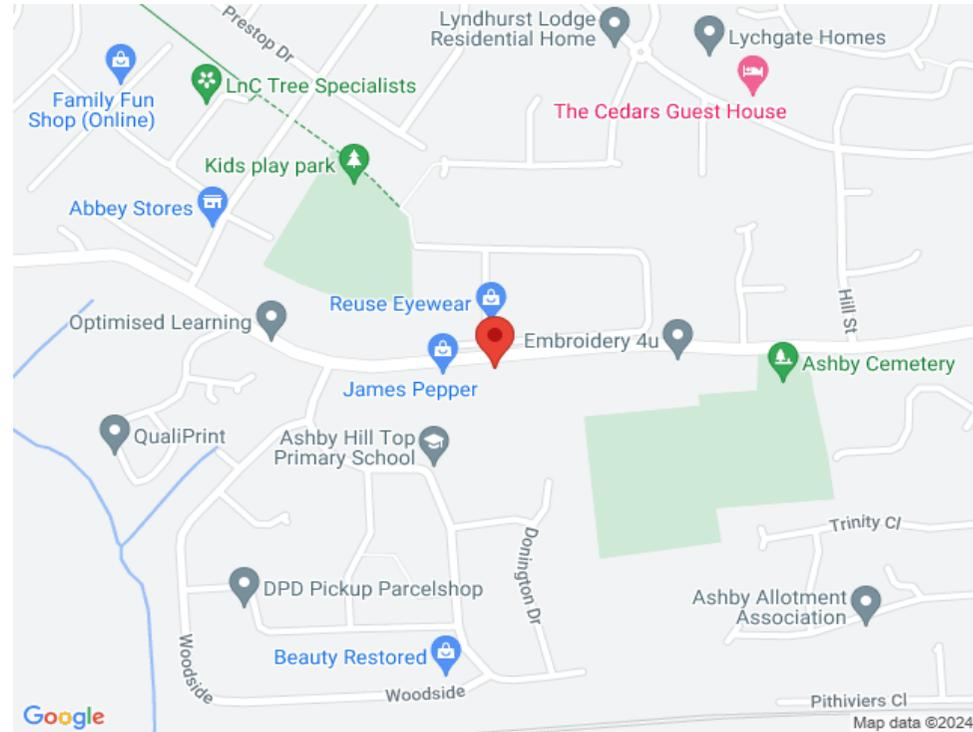 Prestop Dr
Lyndhurst Lodge
Residential Home
Lychgate Homes
LnC Tree Specialists
Family Fun
Shop (Online)
The Cedars Guest House
Kids play park
Abbey Stores
Reuse Eyewear
Hill St
Optimised Learning
Embroidery 4u
Ashby Cemetery
James Pepper
QualiPrint
Ashby Hill Top
Primary School
Trinity Cl
Donington Dr
DPD Pickup Parcelshop
Ashby Allotment
Association
Beauty Restored
Woodside
Woodside
Pithiviers Cl
Google
Map data ©2024